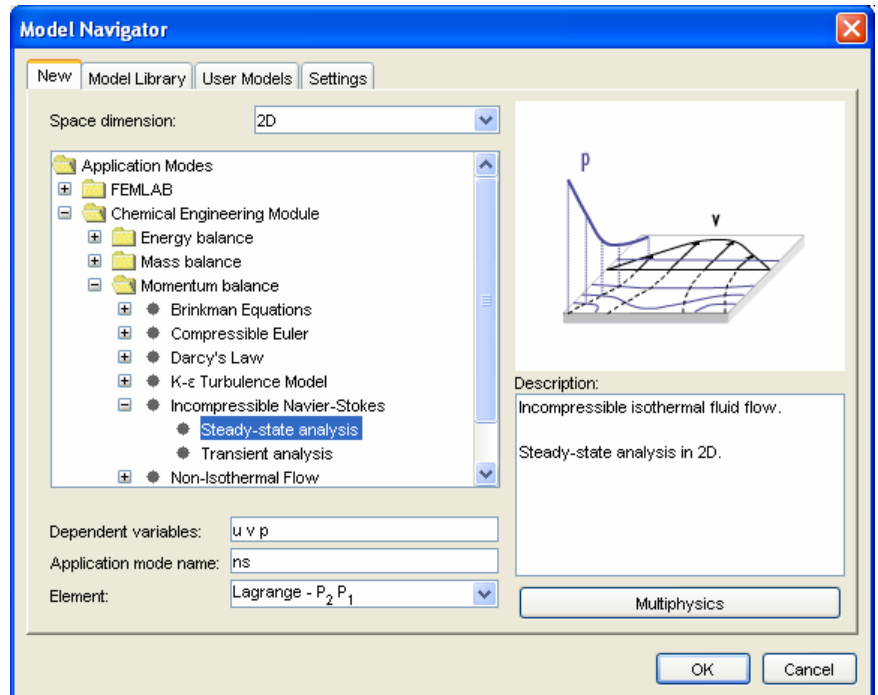 Model Navigator
New Model Library User Models Settings
Space dimension: 2D
Application Modes
FEMLAB
Chemical Engineering Module
Energy balance
Mass balance
Momentum balance
Brinkman Equations
Compressible Euler
Darcy's Law
K-ε Turbulence Model
Incompressible Navier-Stokes
Steady-state analysis
Transient analysis
Non-Isothermal Flow
Dependent variables: u v p
Application mode name: ns
Element: Lagrange - P₂ P₁
p
v
Description:
Incompressible isothermal fluid flow.
Steady-state analysis in 2D.
Multiphysics
OK Cancel